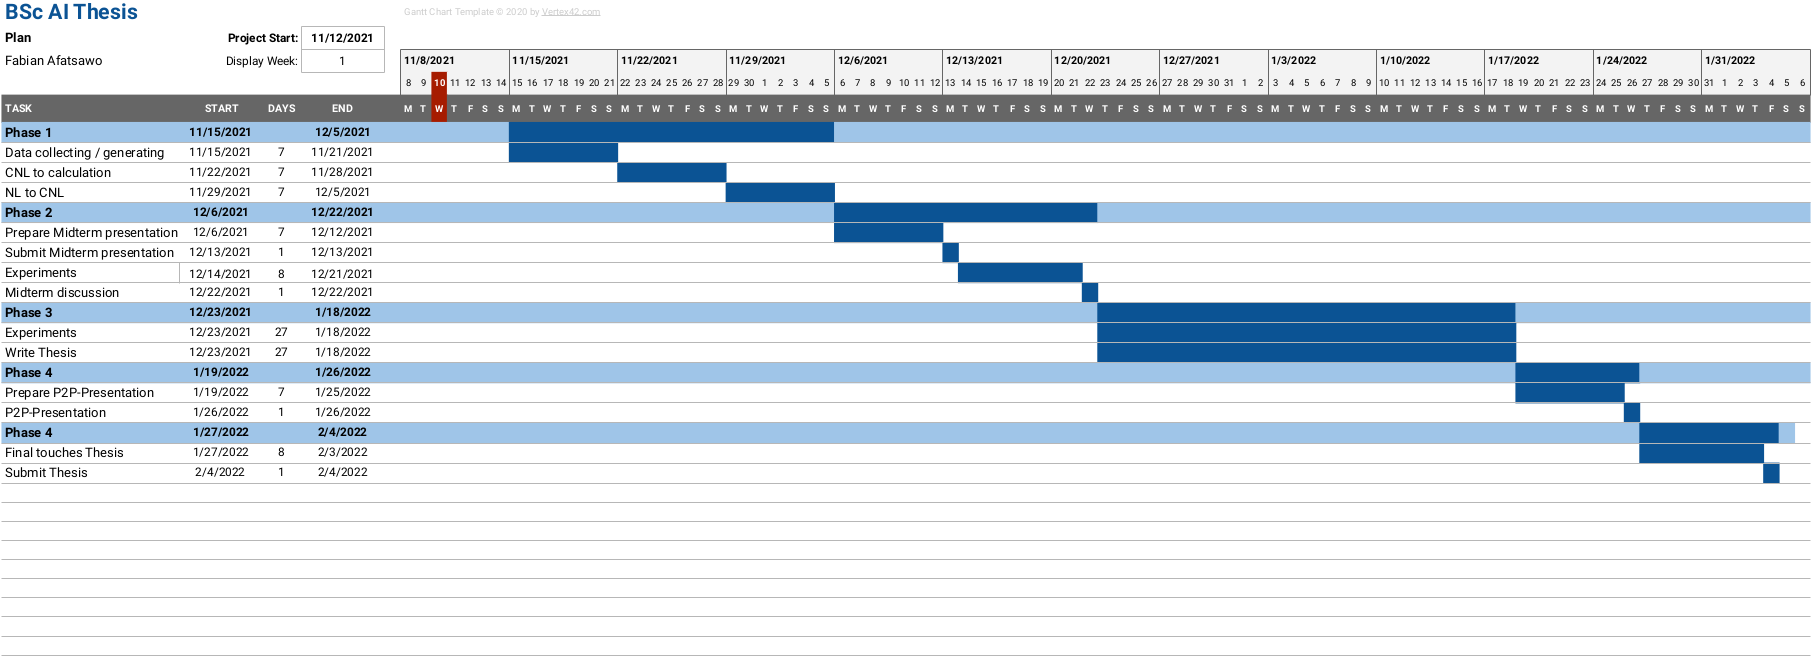 BSc AI Thesis
Gantt Chart Template © 2020 by Vertex42.com
Plan Project Start: 11/12/2021
Fabian Afatsawo Display Week: 1
11/8/2021 11/15/2021 11/22/2021 11/29/2021 12/6/2021 12/13/2021 12/20/2021 12/27/2021 1/3/2022 1/10/2022 1/17/2022 1/24/2022 1/31/2022
8 9 10 11 12 13 14 15 16 17 18 19 20 21 22 23 24 25 26 27 28 29 30 1 2 3 4 5 6 7 8 9 10 11 12 13 14 15 16 17 18 19 20 21 22 23 24 25 26 27 28 29 30 31 1 2 3 4 5 6 7 8 9 10 11 12 13 14 15 16 17 18 19 20 21 22 23 24 25 26 27 28 29 30 31 1 2 3 4 5 6
TASK START DAYS END M T W T F S S M T W T F S S M T W T F S S M T W T F S S M T W T F S S M T W T F S S M T W T F S S M T W T F S S M T W T F S S M T W T F S S M T W T F S S M T W T F S S M T W T F S S
Phase 1 11/15/2021 12/5/2021
Data collecting / generating 11/15/2021 7 11/21/2021
CNL to calculation 11/22/2021 7 11/28/2021
NL to CNL 11/29/2021 7 12/5/2021
Phase 2 12/6/2021 12/22/2021
Prepare Midterm presentation 12/6/2021 7 12/12/2021
Submit Midterm presentation 12/13/2021 1 12/13/2021
Experiments 12/14/2021 8 12/21/2021
Midterm discussion 12/22/2021 1 12/22/2021
Phase 3 12/23/2021 1/18/2022
Experiments 12/23/2021 27 1/18/2022
Write Thesis 12/23/2021 27 1/18/2022
Phase 4 1/19/2022 1/26/2022
Prepare P2P-Presentation 1/19/2022 7 1/25/2022
P2P-Presentation 1/26/2022 1 1/26/2022
Phase 4 1/27/2022 2/4/2022
Final touches Thesis 1/27/2022 8 2/3/2022
Submit Thesis 2/4/2022 1 2/4/2022